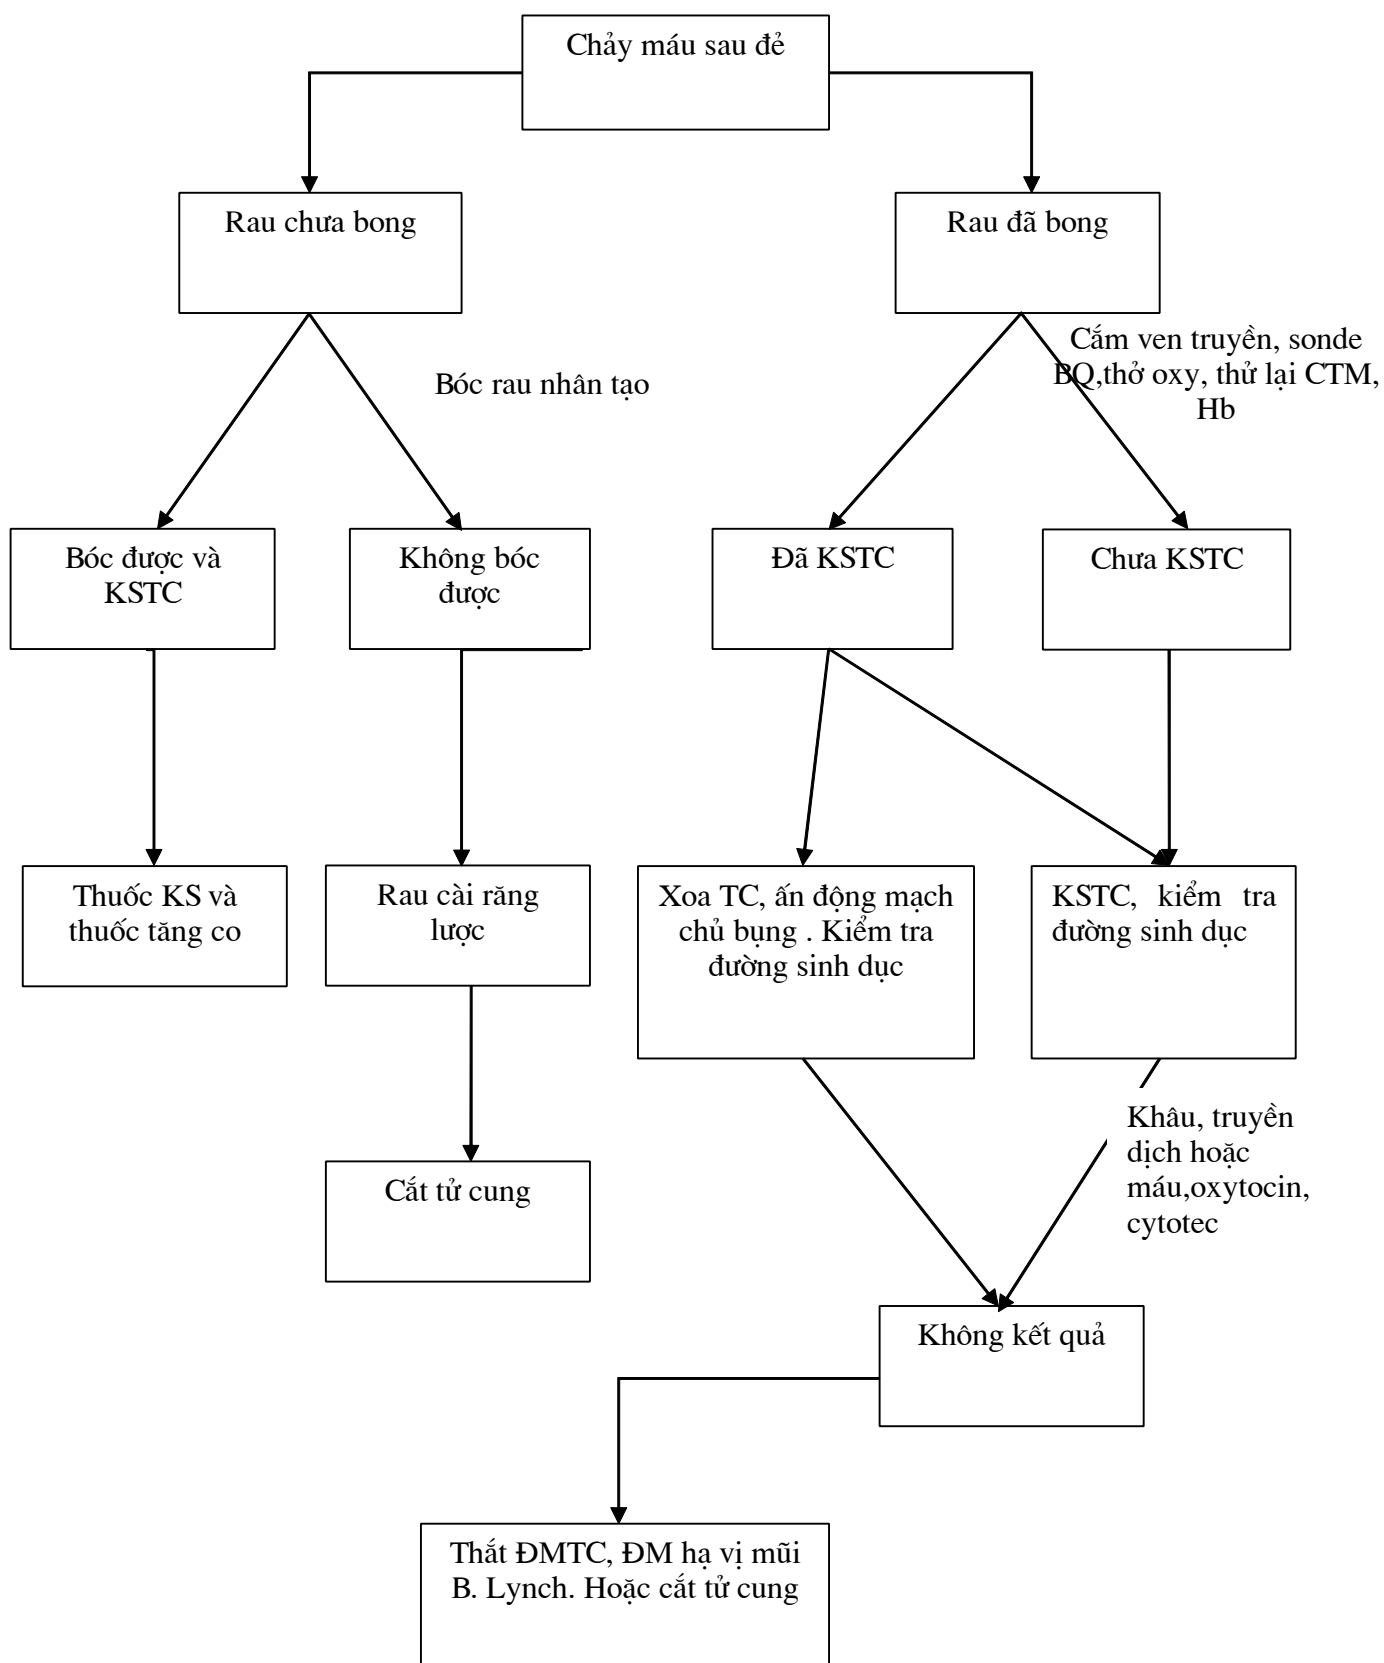 Chảy máu sau đẻ
Rau chưa bong
Rau đã bong
Bóc rau nhân tạo
Cắm ven truyền, sonde
BQ,thở oxy, thử lại CTM,
Hb
Bóc được và
KSTC
Không bóc
được
Đã KSTC
Chưa KSTC
Thuốc KS và
thuốc tăng co
Rau cài răng
lược
Xoa TC, ấn động mạch
chủ bụng . Kiểm tra
đường sinh dục
KSTC, kiểm tra
đường sinh dục
Cắt tử cung
Khâu, truyền
dịch hoặc
máu,oxytocin,
cytotec
Không kết quả
Thắt ĐMTC, ĐM hạ vị mũi
B. Lynch. Hoặc cắt tử cung